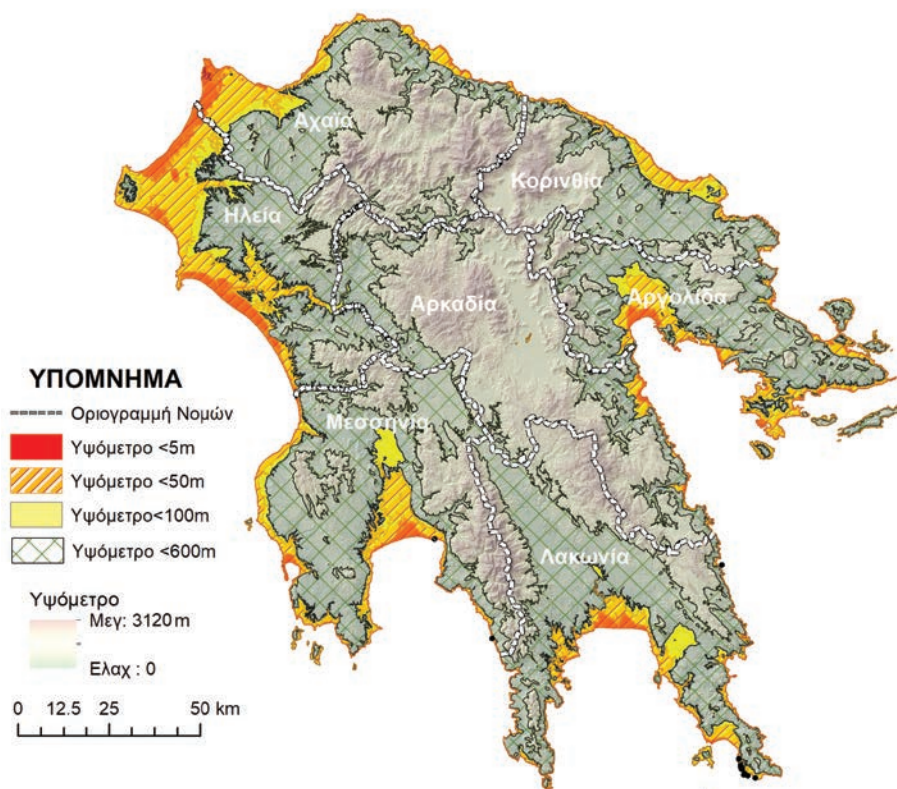 Αχαΐα
Κορινθία
Ηλεία
Αρκαδία
Αργολίδα
Μεσσηνία
Λακωνία
ΥΠΟΜΝΗΜΑ
Οριογραμμή Νομών
Υψόμετρο <5m
Υψόμετρο <50m
Υψόμετρο<100m
Υψόμετρο <600m
Υψόμετρο
Μεγ: 3120 m
Ελαχ : 0
0 12.5 25 50 km